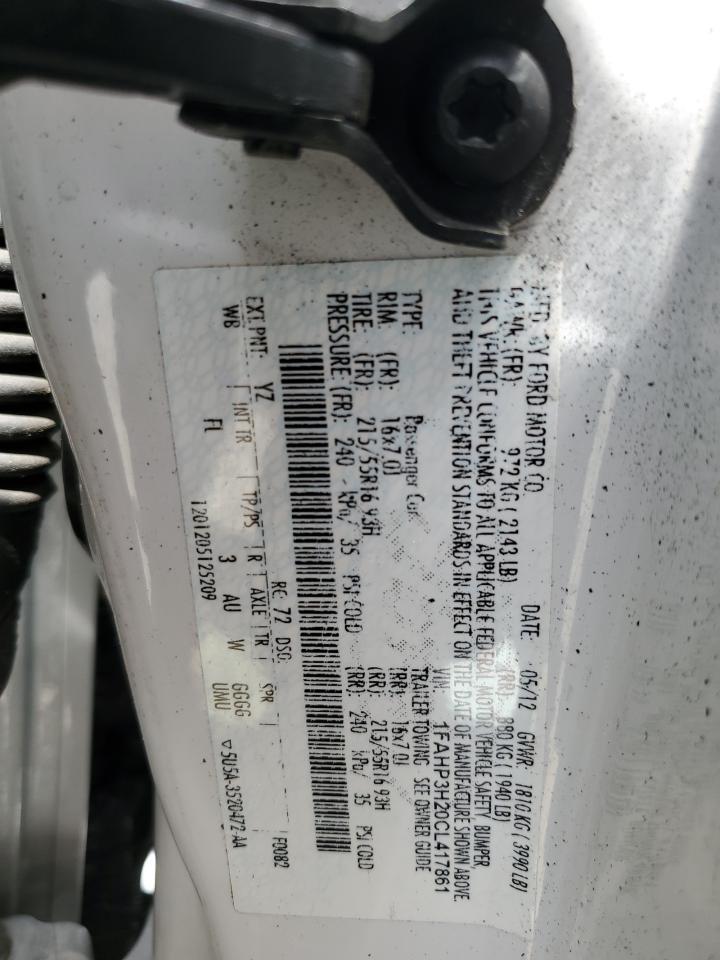 MFD. BY FORD MOTOR CO. DATE: 05/12 GVWR: 1810 KG ( 3990 LB)
GAWR: (FR): 972 KG ( 2143 LB) (RR): 880 KG ( 1940 LB)
THIS VEHICLE CONFORMS TO ALL APPLICABLE FEDERAL MOTOR VEHICLE SAFETY, BUMPER,
AND THEFT PREVENTION STANDARDS IN EFFECT ON THE DATE OF MANUFACTURE SHOWN ABOVE.
VIN: 1FAHP3H20CL417861
TYPE: Passenger Car TRAILER TOWING - SEE OWNER GUIDE
RIM: (FR): 16x7.0J (RR): 16x7.0J
TIRE: (FR): 215/55R16 93H (RR): 215/55R16 93H
PRESSURE: (FR): 240 kPa/ 35 PSI COLD (RR): 240 kPa/ 35 PSI COLD
F0082
EXT PNT: YZ RC: 72 DSO:
WB INT TR TP/PS R AXLE TR SPR
FL 3 AU W GGGG
UMU
1201205125209 ▽5U5A-3520472-AA